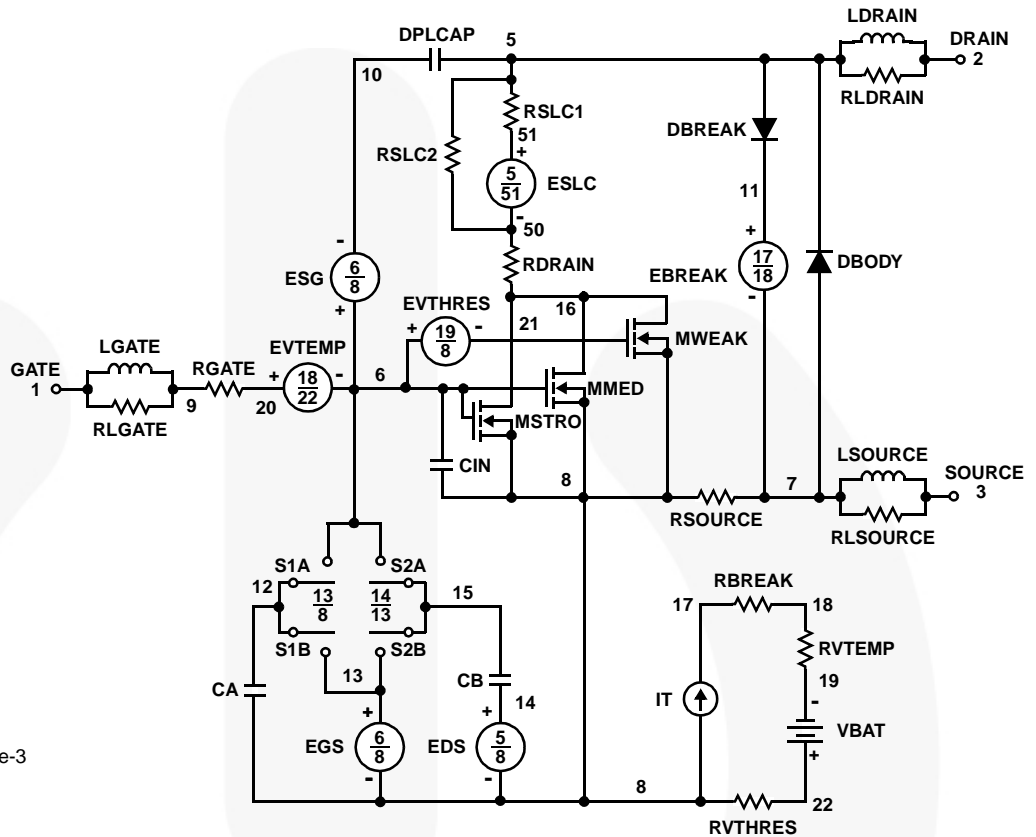 LDRAIN
DPLCAP 5 DRAIN
10 2
RLDRAIN
RSLC1
51 DBREAK
+
RSLC2
5
51
ESLC
11
-
50
-
+
RDRAIN
6
8
ESG
17
18
EBREAK
DBODY
-
EVTHRES
16
+
+
19
8
-
21
MWEAK
LGATE
EVTEMP
GATE
1
RGATE
+
18
22
-
6
MMED
9
20
MSTRO
RLGATE
LSOURCE
CIN
8
7
SOURCE
3
RSOURCE
RLSOURCE
S1A
S2A
12
13
8
14
13
15
RBREAK
17
18
S1B
S2B
RVTEMP
13
CB
CA
19
14
IT
-
+
+
VBAT
EGS
6
8
EDS
5
8
+
e-3
-
-
8
22
RVTHRES